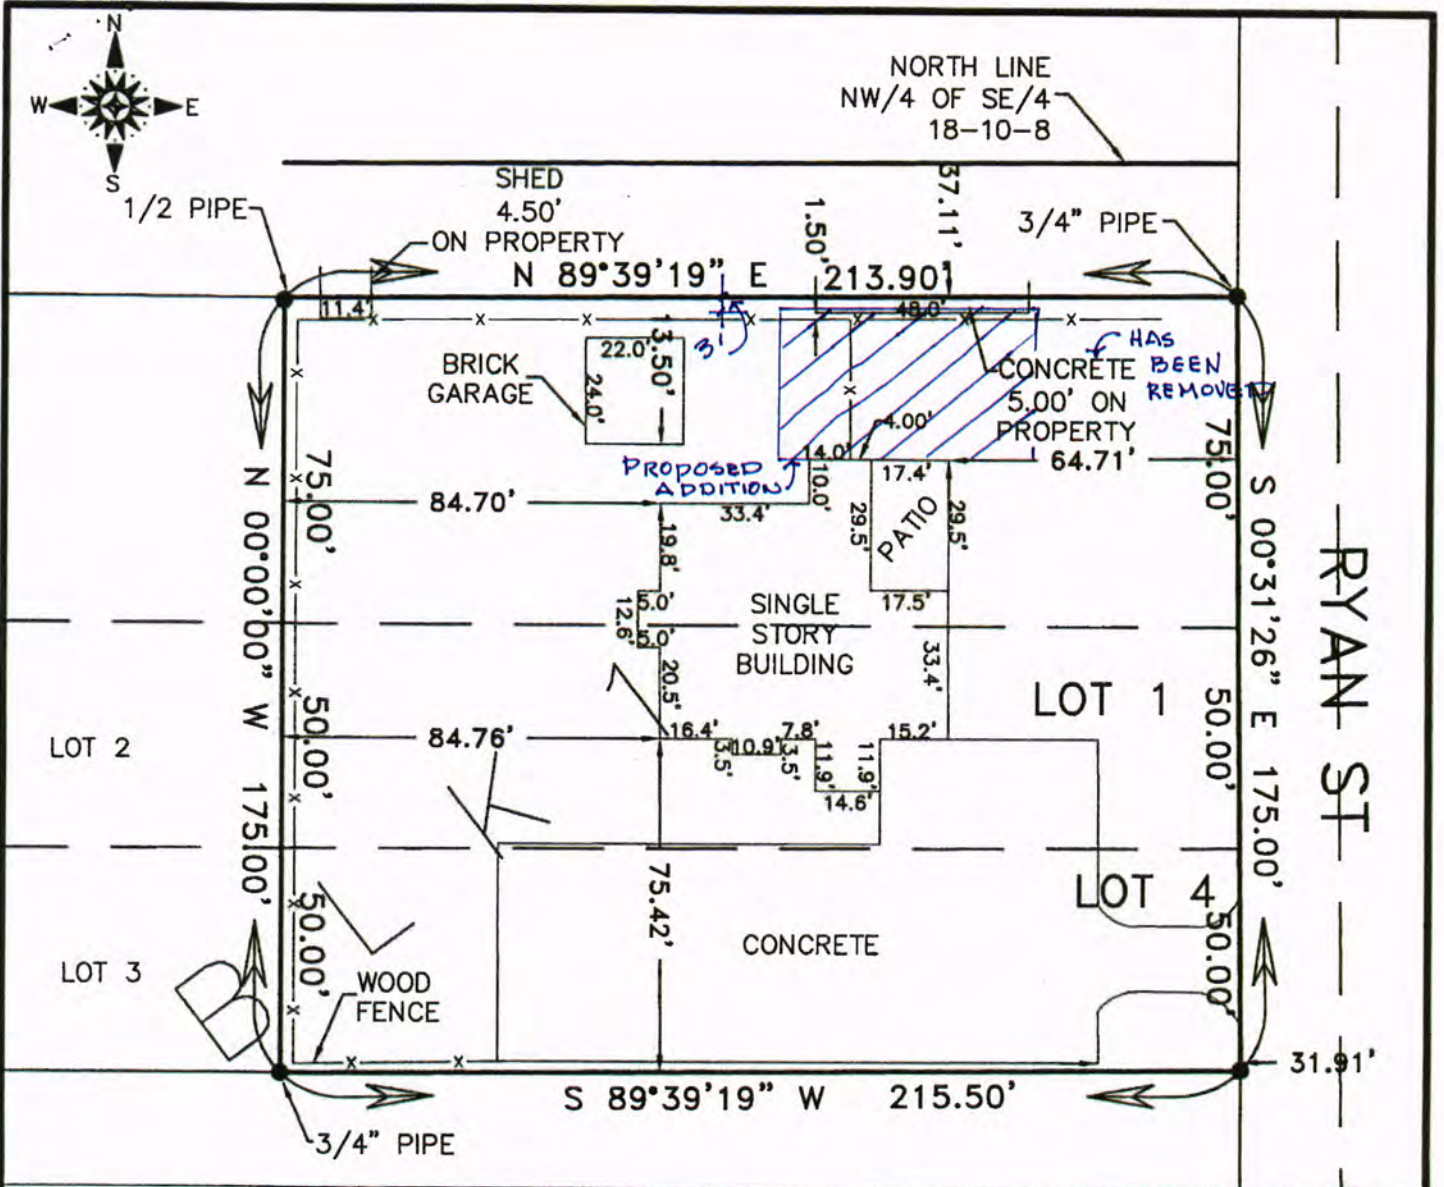 N
W
E
S
NORTH LINE
NW/4 OF SE/4
18-10-8
SHED
4.50'
ON PROPERTY
1/2 PIPE
1.50'
37.11'
3/4" PIPE
N 89°39'19" E 213.90'
11.4'
48.0'
BRICK
GARAGE
22.0'
24.0'
13.50'
3'
CONCRETE
5.00' ON
PROPERTY
HAS
BEEN
REMOVED
PROPOSED
ADDITION
14.0'
4.00'
64.71'
17.4'
10.0'
84.70'
33.4'
29.5'
PATIO
29.5'
17.5'
19.8'
5.0'
12.6'
5.0'
20.5'
SINGLE
STORY
BUILDING
33.4'
75.00'
75.00'
N 00°00'00" W 175.00'
S 00°31'26" E 175.00'
RYAN ST
50.00'
50.00'
LOT 1
LOT 2
84.76'
16.4'
3.5'
10.9'
3.5'
7.8'
11.9'
11.9'
14.6'
15.2'
75.42'
LOT 4
CONCRETE
50.00'
50.00'
LOT 3
B
WOOD
FENCE
31.91'
S 89°39'19" W 215.50'
3/4" PIPE